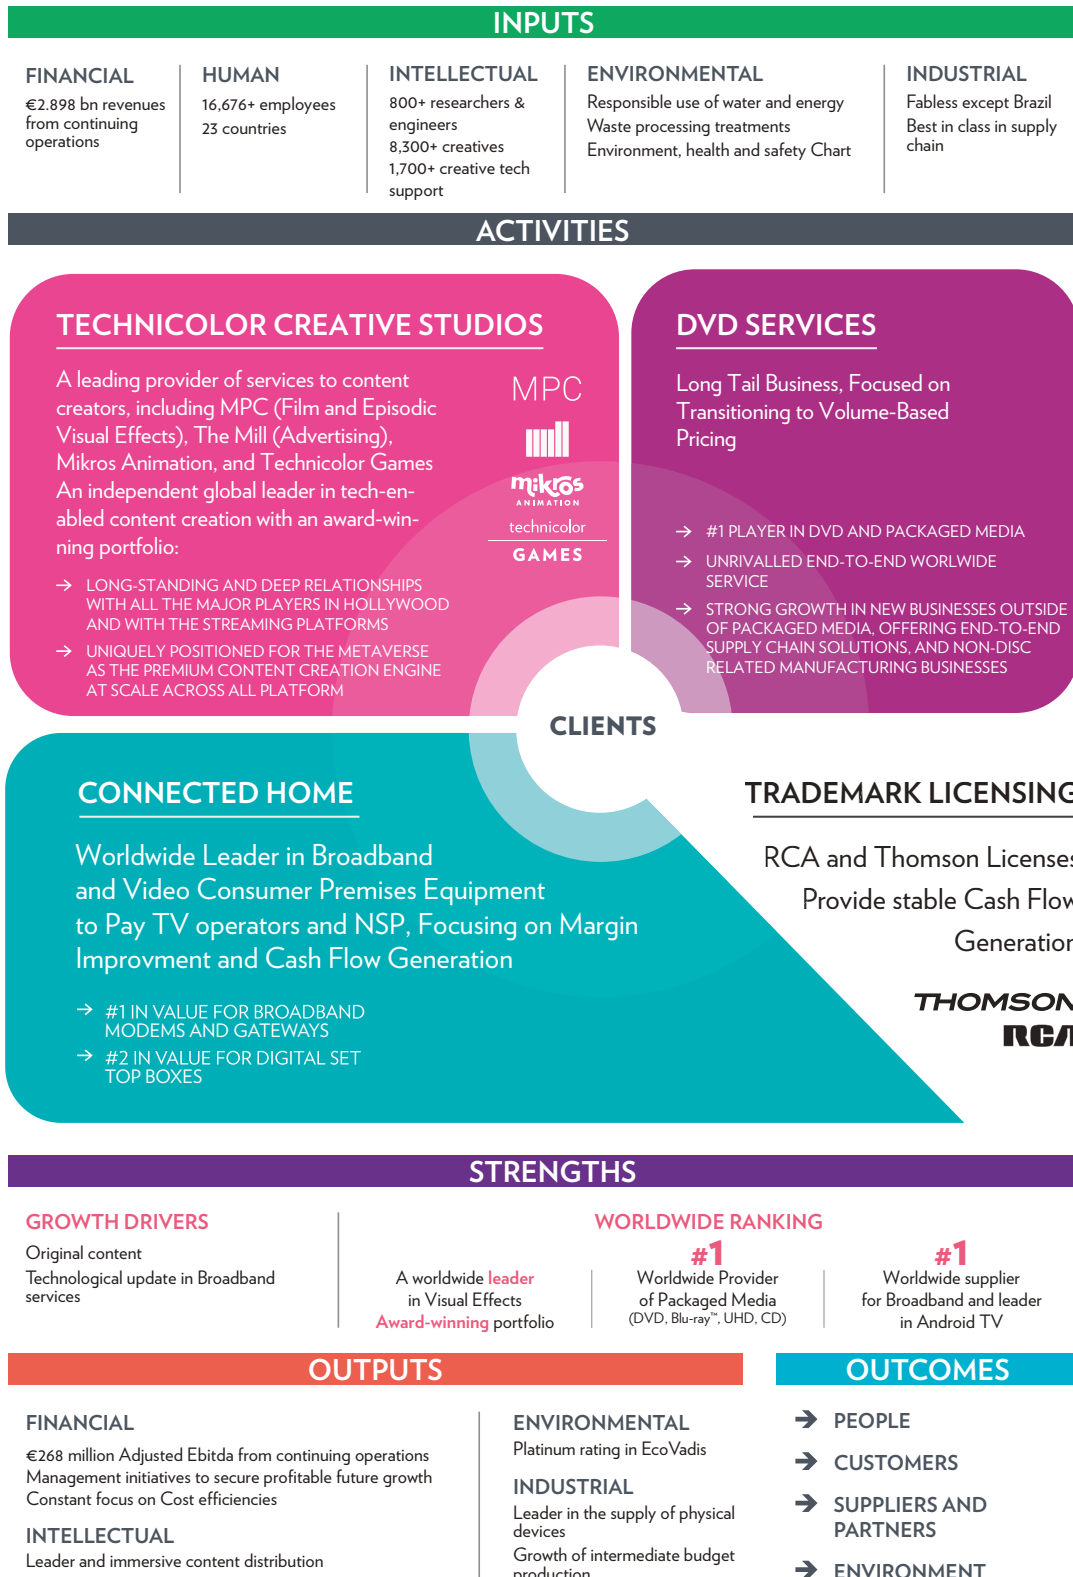 INPUTS
FINANCIAL
€2.898 bn revenues
from continuing
operations
HUMAN
16,676+ employees
23 countries
INTELLECTUAL
800+ researchers &
engineers
8,300+ creatives
1,700+ creative tech
support
ENVIRONMENTAL
Responsible use of water and energy
Waste processing treatments
Environment, health and safety Chart
INDUSTRIAL
Fabless except Brazil
Best in class in supply
chain
ACTIVITIES
TECHNICOLOR CREATIVE STUDIOS
A leading provider of services to content
creators, including MPC (Film and Episodic
Visual Effects), The Mill (Advertising),
Mikros Animation, and Technicolor Games
An independent global leader in tech-en-
abled content creation with an award-win-
ning portfolio:
→ LONG-STANDING AND DEEP RELATIONSHIPS
WITH ALL THE MAJOR PLAYERS IN HOLLYWOOD
AND WITH THE STREAMING PLATFORMS
→ UNIQUELY POSITIONED FOR THE METAVERSE
AS THE PREMIUM CONTENT CREATION ENGINE
AT SCALE ACROSS ALL PLATFORM
MPC
mikros
ANIMATION
technicolor
GAMES
DVD SERVICES
Long Tail Business, Focused on
Transitioning to Volume-Based
Pricing
→ #1 PLAYER IN DVD AND PACKAGED MEDIA
→ UNRIVALLED END-TO-END WORLWIDE
SERVICE
→ STRONG GROWTH IN NEW BUSINESSES OUTSIDE
OF PACKAGED MEDIA, OFFERING END-TO-END
SUPPLY CHAIN SOLUTIONS, AND NON-DISC
RELATED MANUFACTURING BUSINESSES
CLIENTS
CONNECTED HOME
Worldwide Leader in Broadband
and Video Consumer Premises Equipment
to Pay TV operators and NSP, Focusing on Margin
Improvment and Cash Flow Generation
→ #1 IN VALUE FOR BROADBAND
MODEMS AND GATEWAYS
→ #2 IN VALUE FOR DIGITAL SET
TOP BOXES
TRADEMARK LICENSING
RCA and Thomson Licenses
Provide stable Cash Flow
Generation
THOMSON
RCA
STRENGTHS
GROWTH DRIVERS
Original content
Technological update in Broadband
services
WORLDWIDE RANKING
A worldwide leader
in Visual Effects
Award-winning portfolio
#1
Worldwide Provider
of Packaged Media
(DVD, Blu-ray™, UHD, CD)
#1
Worldwide supplier
for Broadband and leader
in Android TV
OUTPUTS
FINANCIAL
€268 million Adjusted Ebitda from continuing operations
Management initiatives to secure profitable future growth
Constant focus on Cost efficiencies
INTELLECTUAL
Leader and immersive content distribution
ENVIRONMENTAL
Platinum rating in EcoVadis
INDUSTRIAL
Leader in the supply of physical
devices
Growth of intermediate budget
production
OUTCOMES
→ PEOPLE
→ CUSTOMERS
→ SUPPLIERS AND
PARTNERS
→ ENVIRONMENT